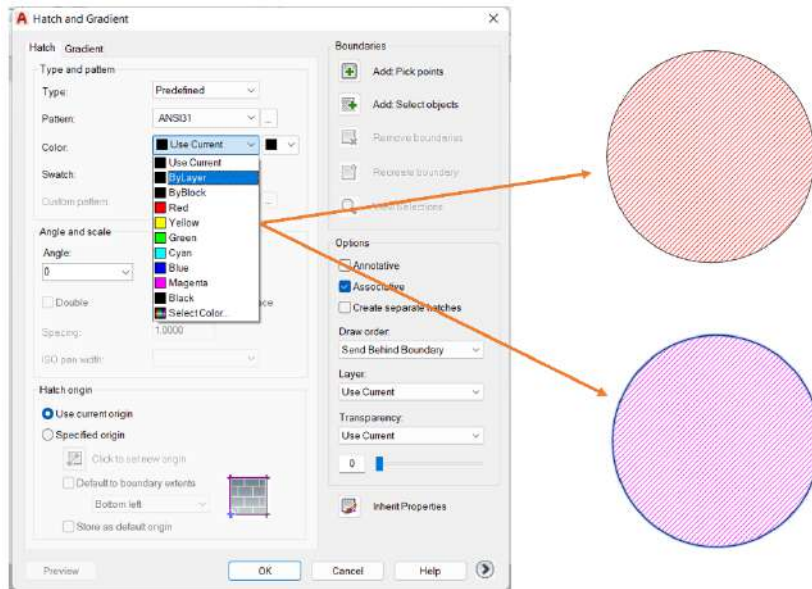 A Hatch and Gradient
Hatch Gradient
Type and pattern
Type: Predefined
Pattern: ANSI31 ...
Color: Use Current
Use Current
Swatch:
ByLayer
ByBlock
Custom pattern: ...
Red
Yellow
Green
Cyan
Blue
Magenta
Black
Select Color...
Angle and scale
Angle:
0
Double
Spacing: 1.0000
ISO pen width:
Hatch origin
Use current origin
Specified origin
Click to set new origin
Default to boundary extents
Bottom left
Store as default origin
Boundaries
Add: Pick points
Add: Select objects
Remove boundaries
Recreate boundary
Options
Annotative
Associative
Create separate hatches
Draw order:
Send Behind Boundary
Layer:
Use Current
Transparency:
Use Current
0
Inherit Properties
Preview OK Cancel Help